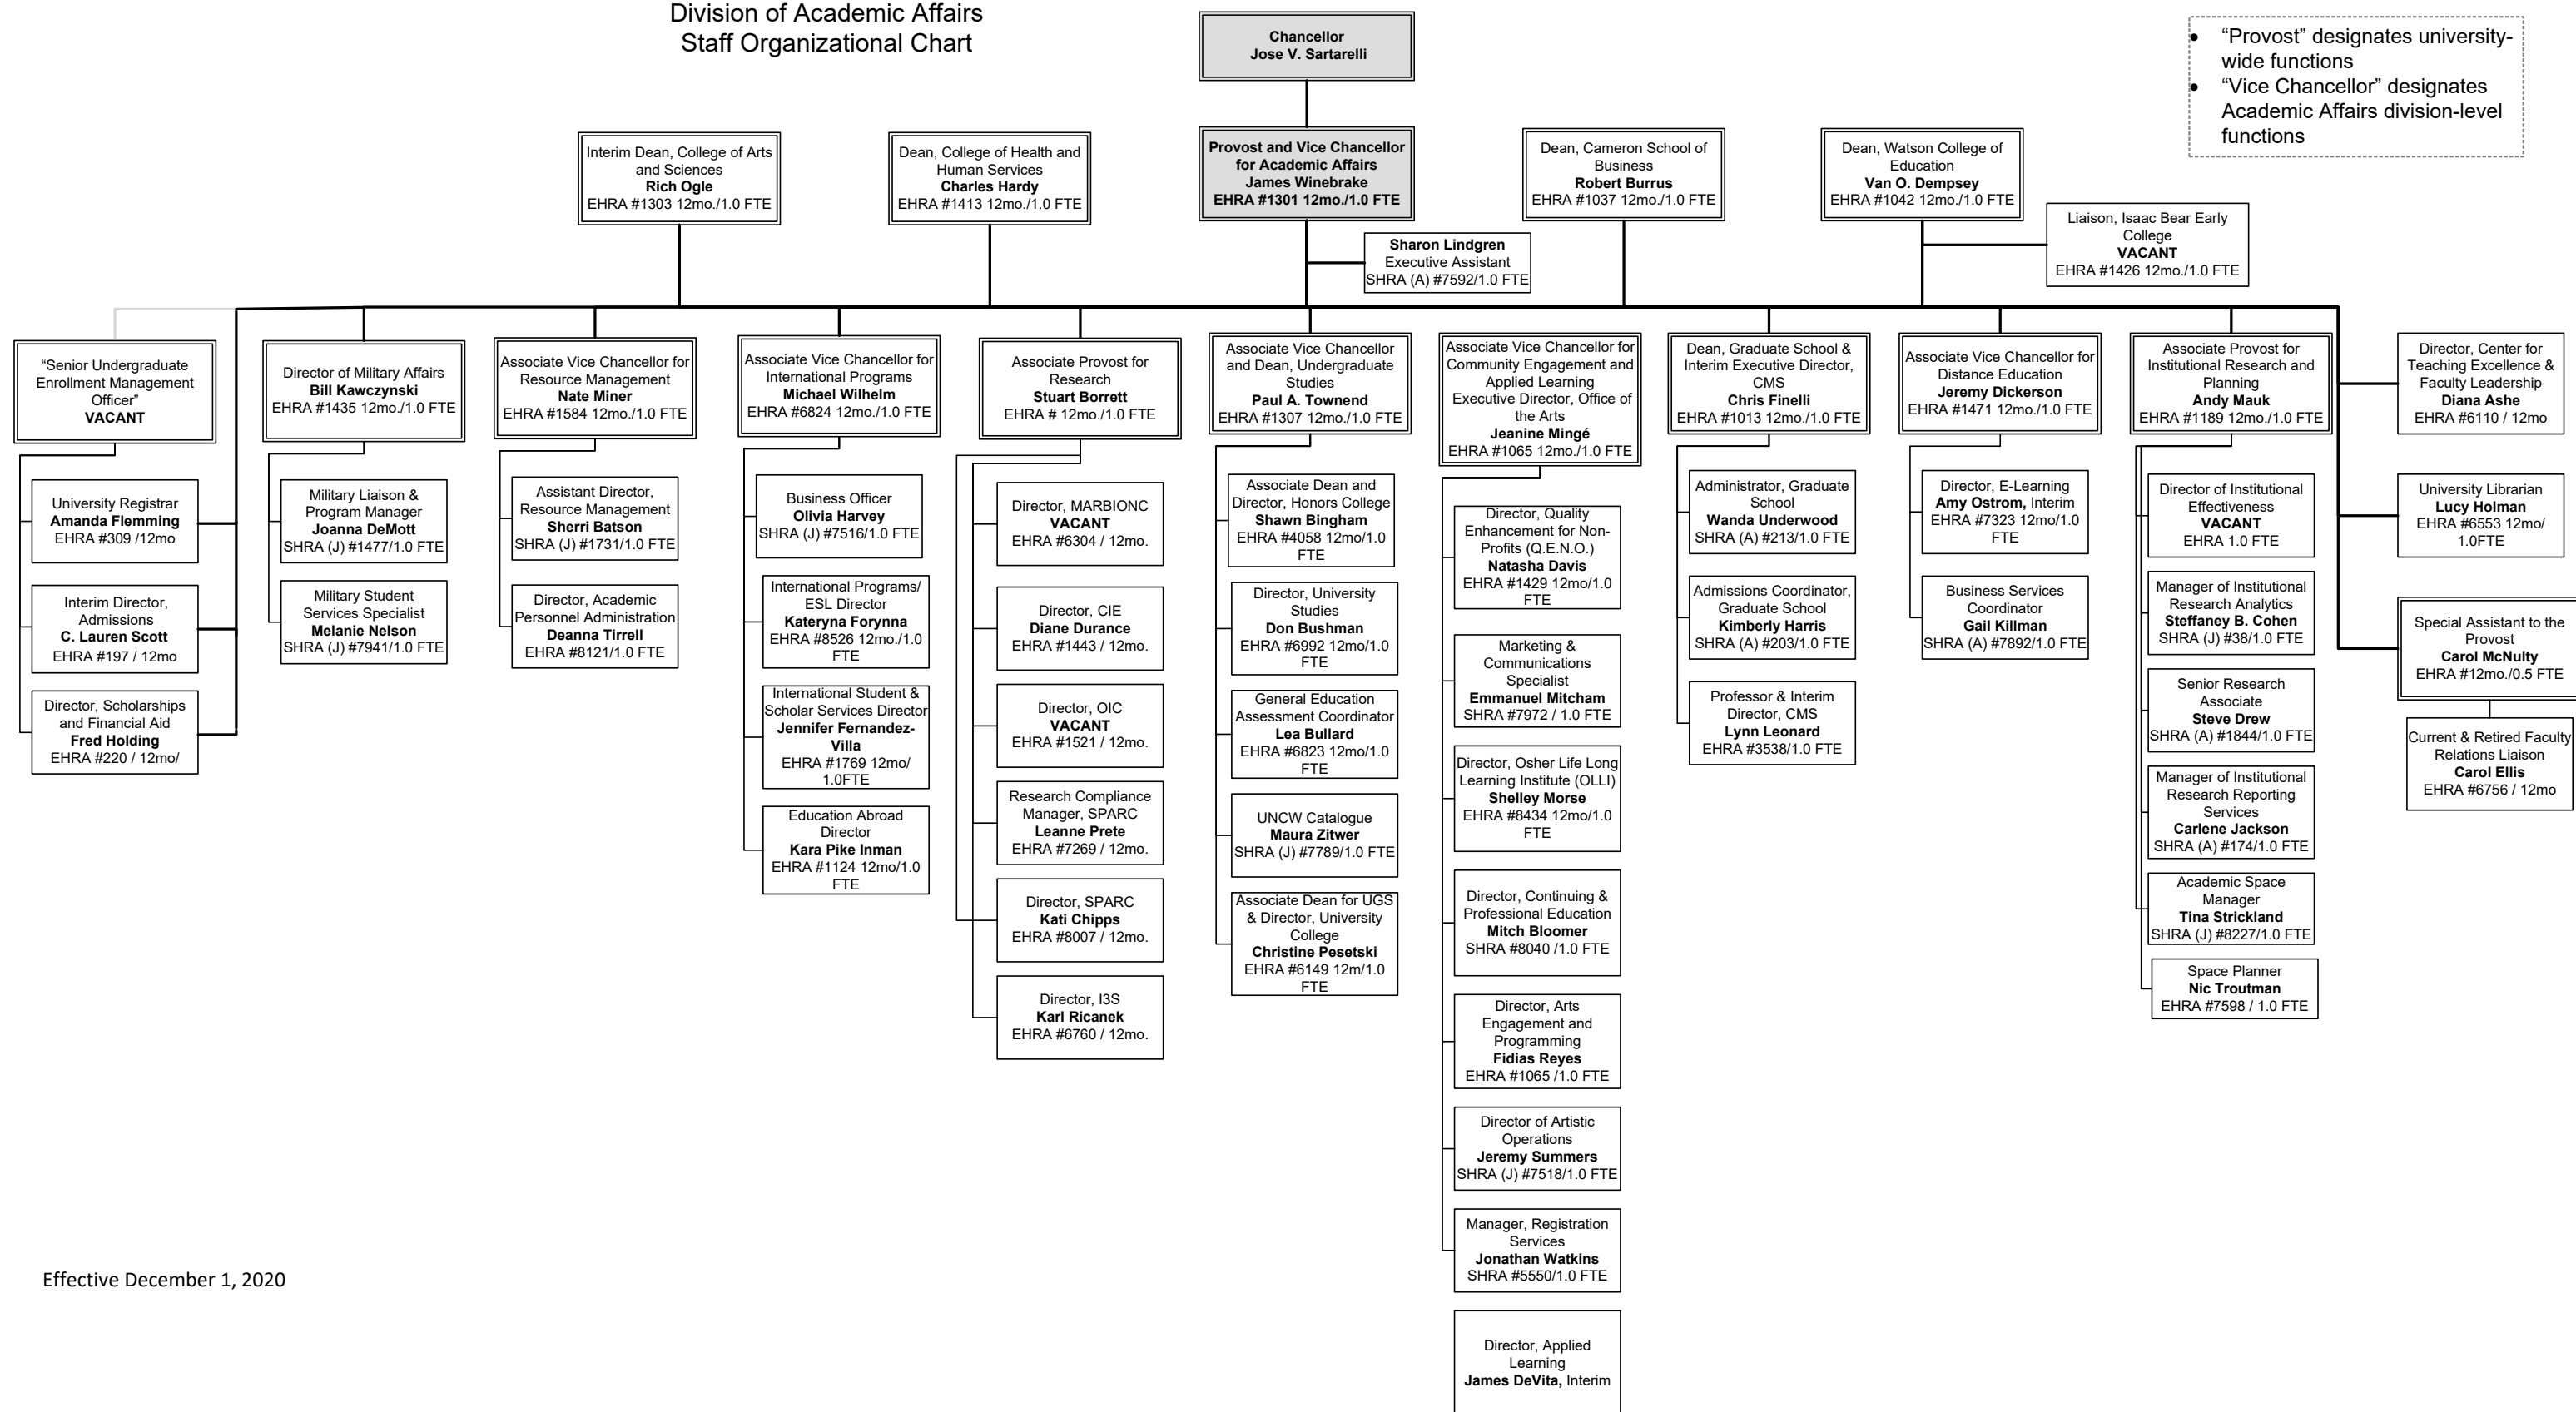 Division of Academic Affairs
Staff Organizational Chart
Chancellor
Jose V. Sartarelli
• “Provost” designates university-
wide functions
• “Vice Chancellor” designates
Academic Affairs division-level
functions
Interim Dean, College of Arts
and Sciences
Rich Ogle
EHRA #1303 12mo./1.0 FTE
Dean, College of Health and
Human Services
Charles Hardy
EHRA #1413 12mo./1.0 FTE
Provost and Vice Chancellor
for Academic Affairs
James Winebrake
EHRA #1301 12mo./1.0 FTE
Dean, Cameron School of
Business
Robert Burrus
EHRA #1037 12mo./1.0 FTE
Dean, Watson College of
Education
Van O. Dempsey
EHRA #1042 12mo./1.0 FTE
Liaison, Isaac Bear Early
College
VACANT
EHRA #1426 12mo./1.0 FTE
Sharon Lindgren
Executive Assistant
SHRA (A) #7592/1.0 FTE
“Senior Undergraduate
Enrollment Management
Officer”
VACANT
University Registrar
Amanda Flemming
EHRA #309 /12mo
Interim Director,
Admissions
C. Lauren Scott
EHRA #197 / 12mo
Director, Scholarships
and Financial Aid
Fred Holding
EHRA #220 / 12mo/
Director of Military Affairs
Bill Kawczynski
EHRA #1435 12mo./1.0 FTE
Military Liaison &
Program Manager
Joanna DeMott
SHRA (J) #1477/1.0 FTE
Military Student
Services Specialist
Melanie Nelson
SHRA (J) #7941/1.0 FTE
Associate Vice Chancellor for
Resource Management
Nate Miner
EHRA #1584 12mo./1.0 FTE
Assistant Director,
Resource Management
Sherri Batson
SHRA (J) #1731/1.0 FTE
Director, Academic
Personnel Administration
Deanna Tirrell
EHRA #8121/1.0 FTE
Associate Vice Chancellor for
International Programs
Michael Wilhelm
EHRA #6824 12mo./1.0 FTE
Business Officer
Olivia Harvey
SHRA (J) #7516/1.0 FTE
International Programs/
ESL Director
Kateryna Forynna
EHRA #8526 12mo./1.0
FTE
International Student &
Scholar Services Director
Jennifer Fernandez-
Villa
EHRA #1769 12mo/
1.0FTE
Education Abroad
Director
Kara Pike Inman
EHRA #1124 12mo/1.0
FTE
Associate Provost for
Research
Stuart Borrett
EHRA # 12mo./1.0 FTE
Director, MARBIONC
VACANT
EHRA #6304 / 12mo.
Director, CIE
Diane Durance
EHRA #1443 / 12mo.
Director, OIC
VACANT
EHRA #1521 / 12mo.
Research Compliance
Manager, SPARC
Leanne Prete
EHRA #7269 / 12mo.
Director, SPARC
Kati Chipps
EHRA #8007 / 12mo.
Director, I3S
Karl Ricanek
EHRA #6760 / 12mo.
Associate Vice Chancellor
and Dean, Undergraduate
Studies
Paul A. Townend
EHRA #1307 12mo./1.0 FTE
Associate Dean and
Director, Honors College
Shawn Bingham
EHRA #4058 12mo/1.0
FTE
Director, University
Studies
Don Bushman
EHRA #6992 12mo/1.0
FTE
General Education
Assessment Coordinator
Lea Bullard
EHRA #6823 12mo/1.0
FTE
UNCW Catalogue
Maura Zitwer
SHRA (J) #7789/1.0 FTE
Associate Dean for UGS
& Director, University
College
Christine Pesetski
EHRA #6149 12m/1.0
FTE
Associate Vice Chancellor for
Community Engagement and
Applied Learning
Executive Director, Office of
the Arts
Jeanine Mingé
EHRA #1065 12mo./1.0 FTE
Director, Quality
Enhancement for Non-
Profits (Q.E.N.O.)
Natasha Davis
EHRA #1429 12mo/1.0
FTE
Marketing &
Communications
Specialist
Emmanuel Mitcham
SHRA #7972 / 1.0 FTE
Director, Osher Life Long
Learning Institute (OLLI)
Shelley Morse
EHRA #8434 12mo/1.0
FTE
Director, Continuing &
Professional Education
Mitch Bloomer
SHRA #8040 /1.0 FTE
Director, Arts
Engagement and
Programming
Fidias Reyes
EHRA #1065 /1.0 FTE
Director of Artistic
Operations
Jeremy Summers
SHRA (J) #7518/1.0 FTE
Manager, Registration
Services
Jonathan Watkins
SHRA #5550/1.0 FTE
Director, Applied
Learning
James DeVita, Interim
Dean, Graduate School &
Interim Executive Director,
CMS
Chris Finelli
EHRA #1013 12mo./1.0 FTE
Administrator, Graduate
School
Wanda Underwood
SHRA (A) #213/1.0 FTE
Admissions Coordinator,
Graduate School
Kimberly Harris
SHRA (A) #203/1.0 FTE
Professor & Interim
Director, CMS
Lynn Leonard
EHRA #3538/1.0 FTE
Associate Vice Chancellor for
Distance Education
Jeremy Dickerson
EHRA #1471 12mo./1.0 FTE
Director, E-Learning
Amy Ostrom, Interim
EHRA #7323 12mo/1.0
FTE
Business Services
Coordinator
Gail Killman
SHRA (A) #7892/1.0 FTE
Associate Provost for
Institutional Research and
Planning
Andy Mauk
EHRA #1189 12mo./1.0 FTE
Director of Institutional
Effectiveness
VACANT
EHRA 1.0 FTE
Manager of Institutional
Research Analytics
Steffaney B. Cohen
SHRA (J) #38/1.0 FTE
Senior Research
Associate
Steve Drew
SHRA (A) #1844/1.0 FTE
Manager of Institutional
Research Reporting
Services
Carlene Jackson
SHRA (A) #174/1.0 FTE
Academic Space
Manager
Tina Strickland
SHRA (J) #8227/1.0 FTE
Space Planner
Nic Troutman
EHRA #7598 / 1.0 FTE
Director, Center for
Teaching Excellence &
Faculty Leadership
Diana Ashe
EHRA #6110 / 12mo
University Librarian
Lucy Holman
EHRA #6553 12mo/
1.0FTE
Special Assistant to the
Provost
Carol McNulty
EHRA #12mo./0.5 FTE
Current & Retired Faculty
Relations Liaison
Carol Ellis
EHRA #6756 / 12mo
Effective December 1, 2020